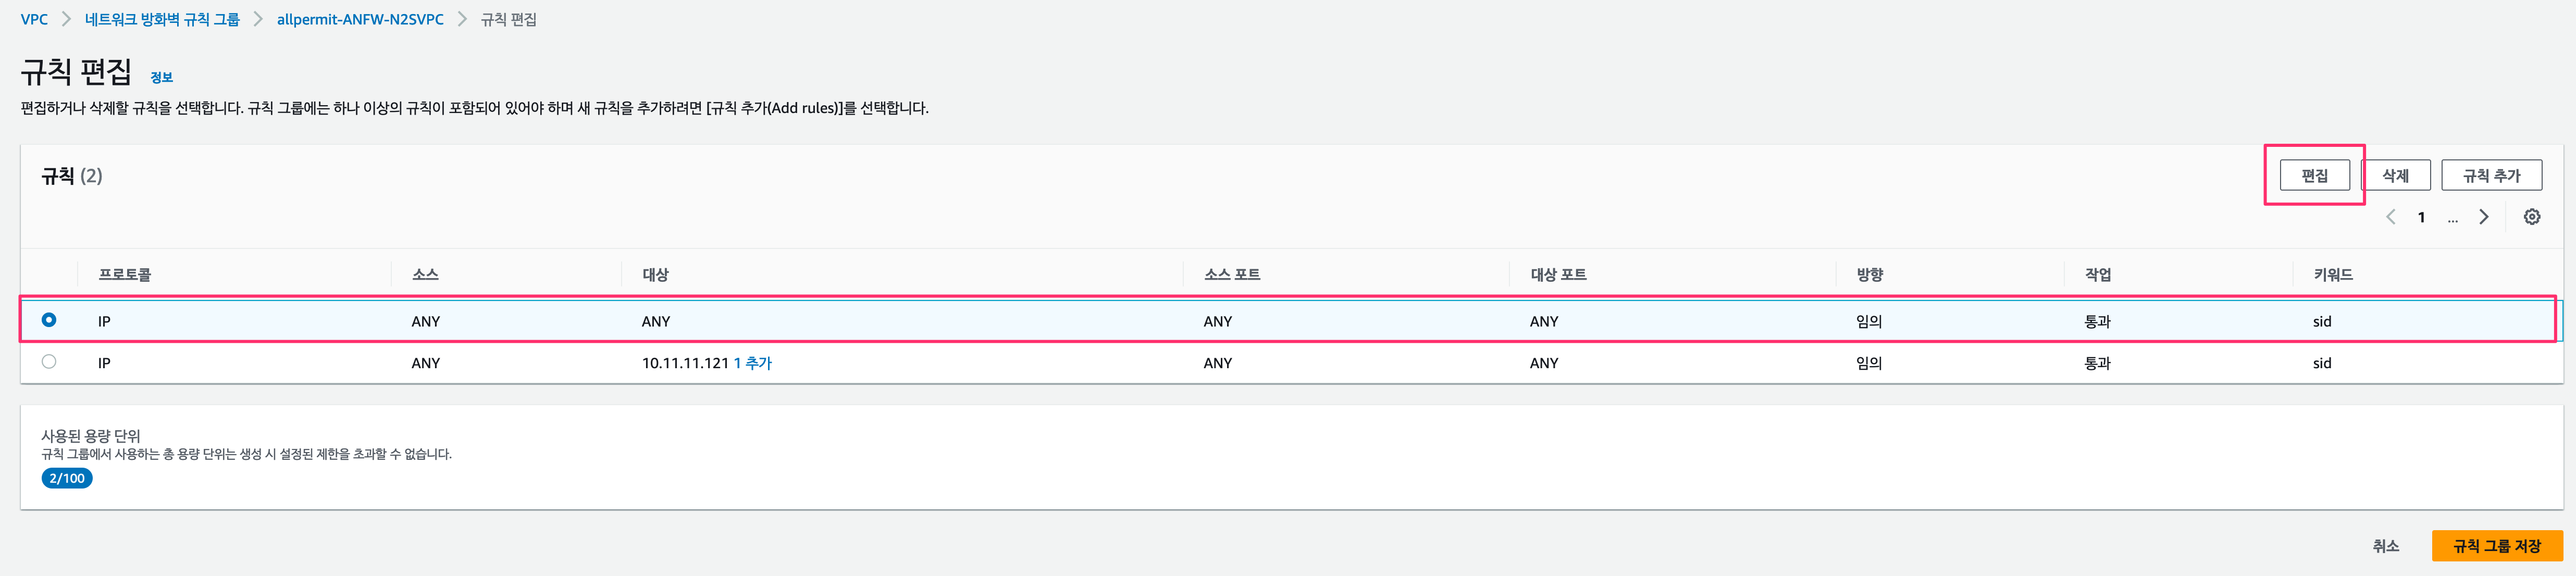 VPC > 네트워크 방화벽 규칙 그룹 > allpermit-ANFW-N2SVPC > 규칙 편집
규칙 편집 정보
편집하거나 삭제할 규칙을 선택합니다. 규칙 그룹에는 하나 이상의 규칙이 포함되어 있어야 하며 새 규칙을 추가하려면 [규칙 추가(Add rules)]를 선택합니다.
규칙 (2) 편집 삭제 규칙 추가
1 ...
프로토콜 소스 대상 소스 포트 대상 포트 방향 작업 키워드
IP ANY ANY ANY ANY 임의 통과 sid
IP ANY 10.11.11.121 1 추가 ANY ANY 임의 통과 sid
사용된 용량 단위
규칙 그룹에서 사용하는 총 용량 단위는 생성 시 설정된 제한을 초과할 수 없습니다.
2/100
취소 규칙 그룹 저장